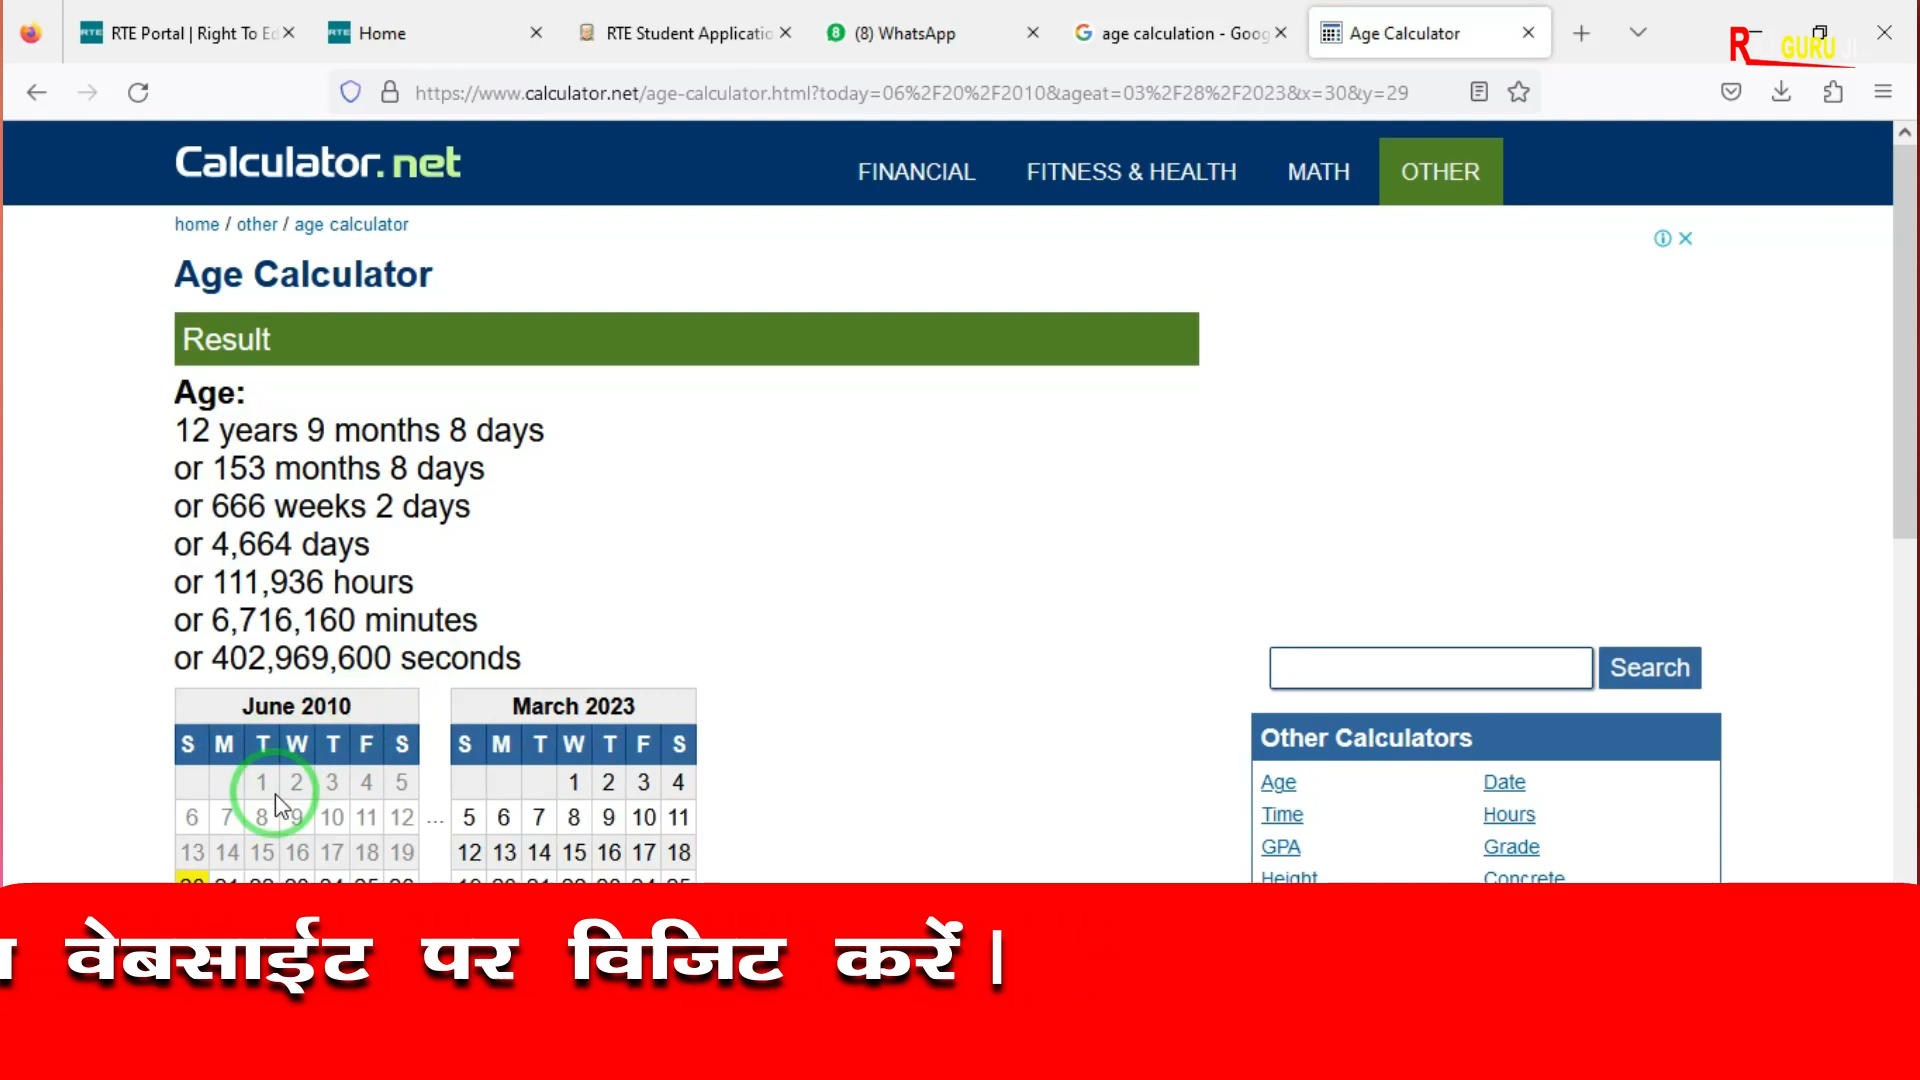 RTE Portal | Right To Ed
RTE Home
RTE Student Applicatio
8 (8) WhatsApp
age calculation - Goog
Age Calculator
R GURU
https://www.calculator.net/age-calculator.html?today=06%2F20%2F2010&ageat=03%2F28%2F2023&x=30&y=29
Calculator.net
FINANCIAL FITNESS & HEALTH MATH OTHER
home / other / age calculator
Age Calculator
Result
Age:
12 years 9 months 8 days
or 153 months 8 days
or 666 weeks 2 days
or 4,664 days
or 111,936 hours
or 6,716,160 minutes
or 402,969,600 seconds
June 2010
S M T W T F S
1 2 3 4 5
6 7 8 9 10 11 12
13 14 15 16 17 18 19
...
March 2023
S M T W T F S
1 2 3 4
5 6 7 8 9 10 11
12 13 14 15 16 17 18
Search
Other Calculators
Age Date
Time Hours
GPA Grade
Height Concrete
वेबसाईट पर विजिट करें |